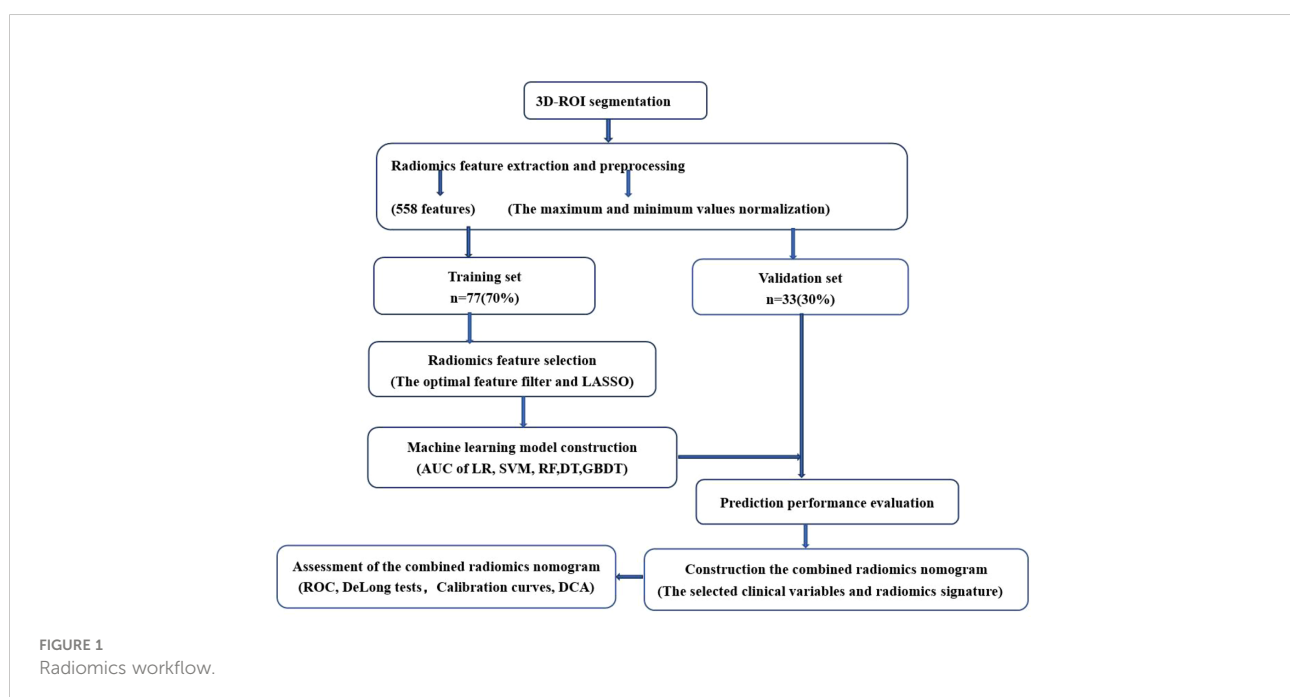 3D-ROI segmentation
Radiomics feature extraction and preprocessing
(558 features) (The maximum and minimum values normalization)
Training set
n=77(70%)
Validation set
n=33(30%)
Radiomics feature selection
(The optimal feature filter and LASSO)
Machine learning model construction
(AUC of LR, SVM, RF,DT,GBDT)
Prediction performance evaluation
Construction the combined radiomics nomogram
(The selected clinical variables and radiomics signature)
Assessment of the combined radiomics nomogram
(ROC, DeLong tests，Calibration curves, DCA)
FIGURE 1
Radiomics workflow.